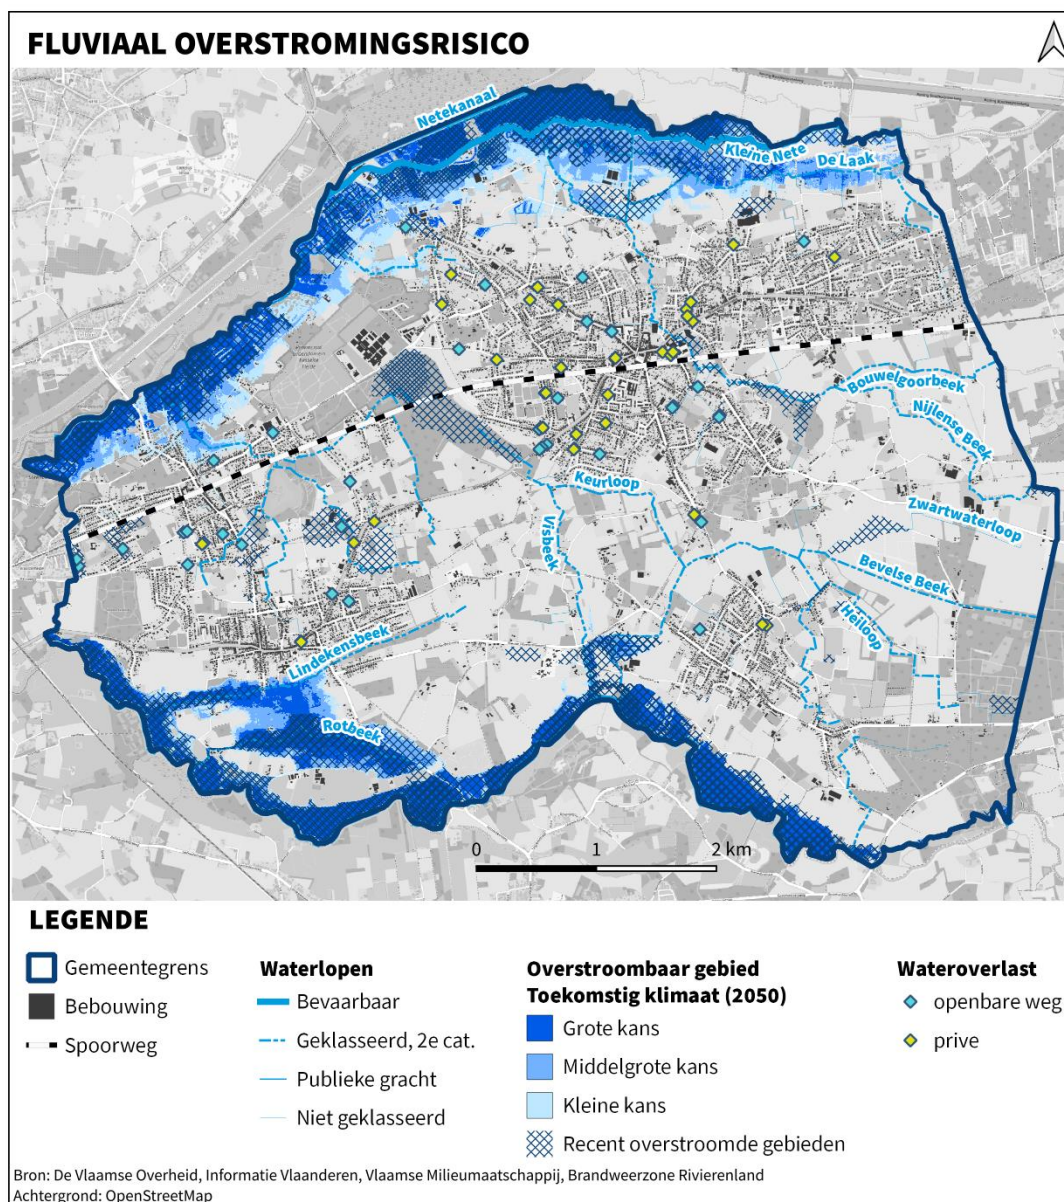 FLUVIAAL OVERSTROMINGSRISICO
Netekanaal
Kleine Nete
De Laak
Bouwelgoorbeek
Nijlense Beek
Keurloop
Zwartwaterloop
Visbeek
Bevelse Beek
Heiloop
Lindekensbeek
Rotbeek
0 1 2 km
LEGENDE
Gemeentegrens
Bebouwing
Spoorweg
Waterlopen
Bevaarbaar
Geklasseerd, 2e cat.
Publieke gracht
Niet geklasseerd
Overstroombaar gebied
Toekomstig klimaat (2050)
Grote kans
Middelgrote kans
Kleine kans
Recent overstroomde gebieden
Wateroverlast
openbare weg
prive
Bron: De Vlaamse Overheid, Informatie Vlaanderen, Vlaamse Milieumaatschappij, Brandweerzone Rivierenland
Achtergrond: OpenStreetMap